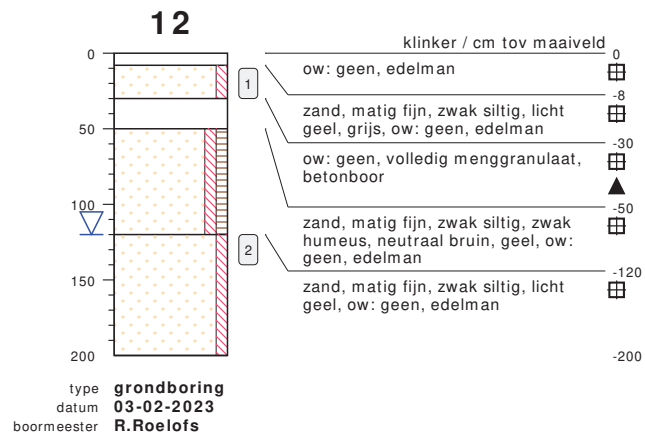 12
klinker / cm tov maaiveld
0
0
ow: geen, edelman
-8
1
zand, matig fijn, zwak siltig, licht
geel, grijs, ow: geen, edelman
-30
50
ow: geen, volledig menggranulaat,
betonboor
-50
100
zand, matig fijn, zwak siltig, zwak
humeus, neutraal bruin, geel, ow:
geen, edelman
2
-120
150
zand, matig fijn, zwak siltig, licht
geel, ow: geen, edelman
200
-200
type grondboring
datum 03-02-2023
boormeester R.Roelofs